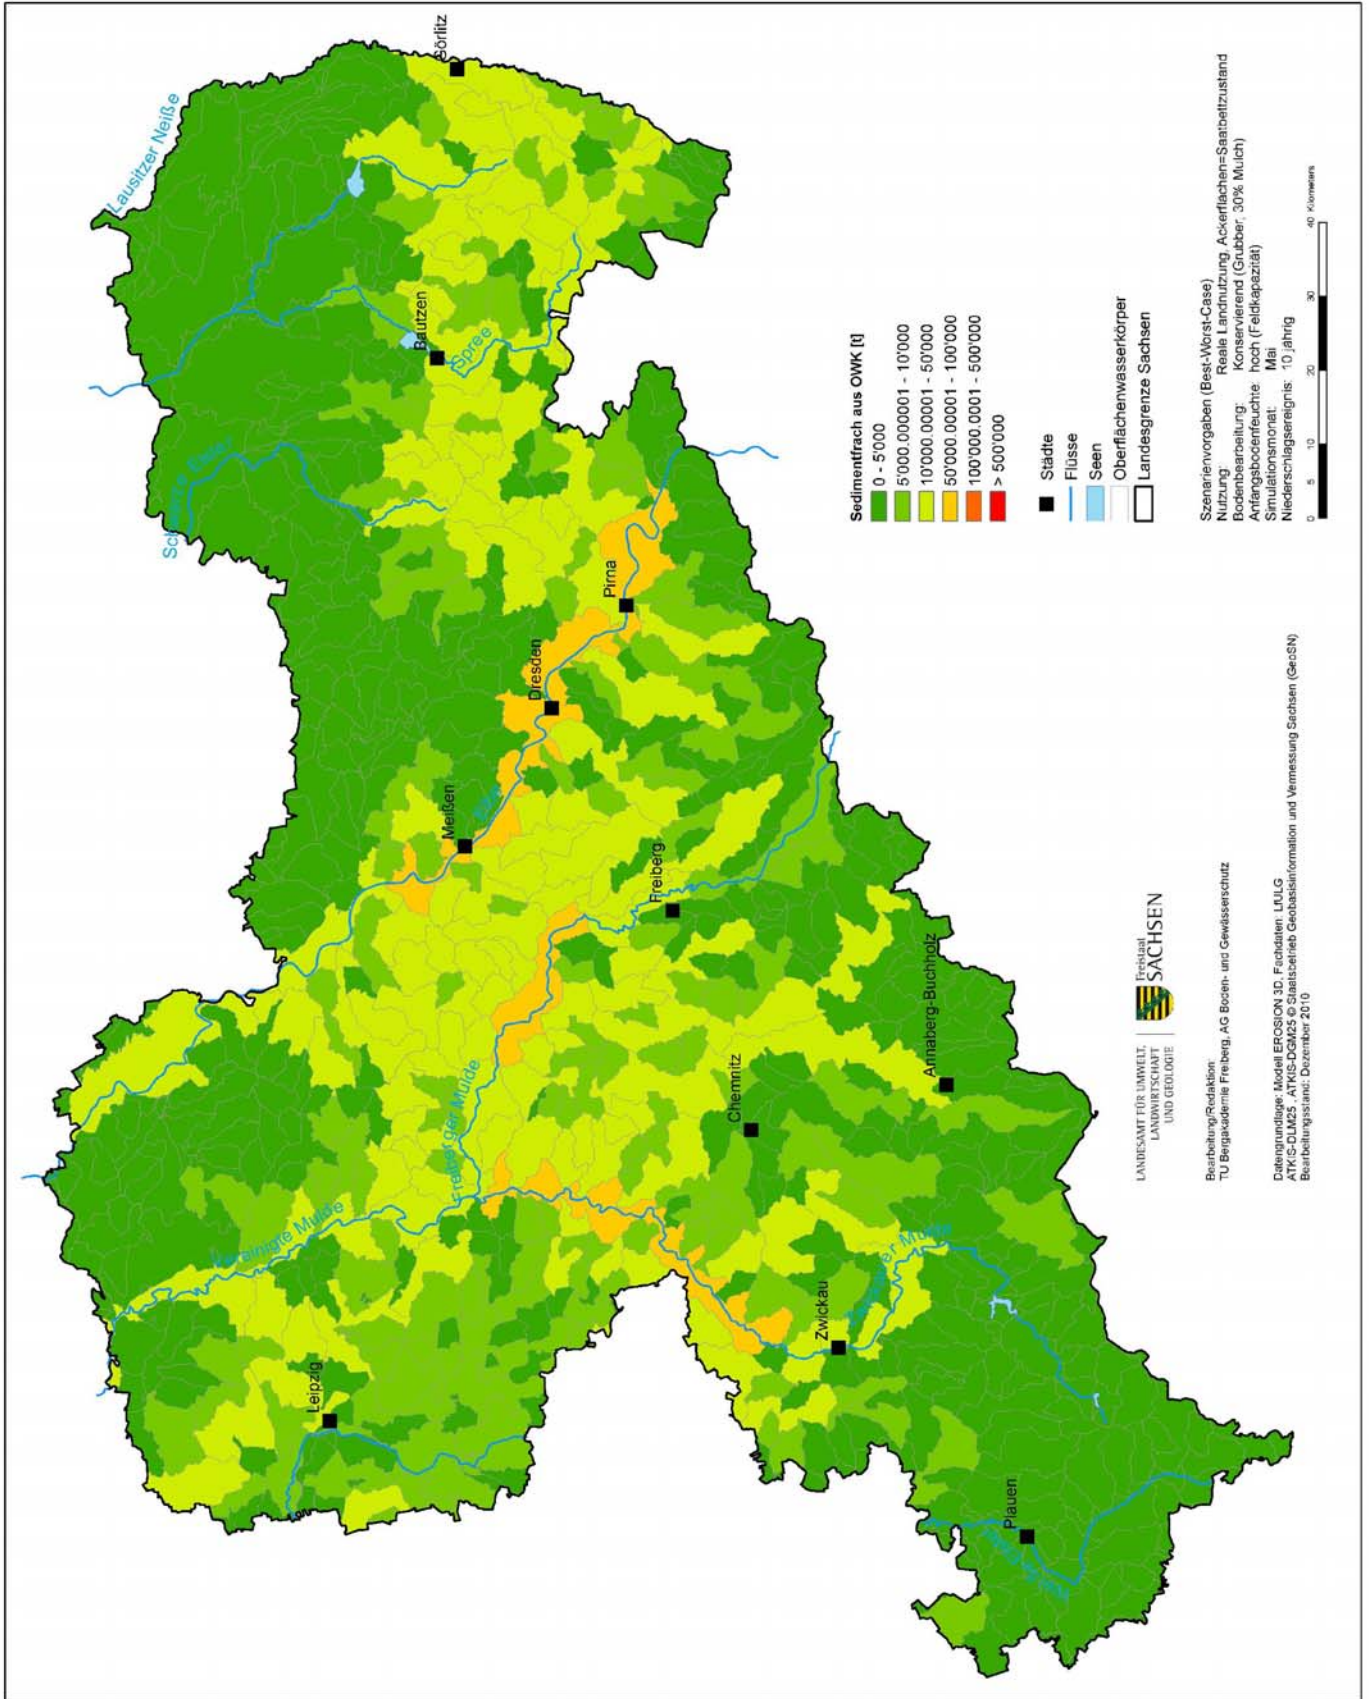 Lausitzer Neiße
Görlitz
Bautzen
Spree
Pirna
Dresden
Meißen
Elbe
Freiberg
Annaberg-Buchholz
Chemnitz
Freiberger Mulde
Vereinigte Mulde
Leipzig
Zwickau
Plauen
Sedimentfrach aus OWK [t]
0 - 5'000
5'000.000001 - 10'000
10'000.00001 - 50'000
50'000.00001 - 100'000
100'000.0001 - 500'000
> 500'000
Städte
Flüsse
Seen
Oberflächenwasserkörper
Landesgrenze Sachsen
Szenarienvorgaben (Best-Worst-Case)
Nutzung: Reale Landnutzung, Ackerflächen=Saatbettzustand
Bodenbearbeitung: Konservierend (Grubber, 30% Mulch)
Anfangsbodenfeuchte: hoch (Feldkapazität)
Simulationsmonat: Mai
Niederschlagsereignis: 10 jährig
0 5 10 20 30 40 Kilometers
LANDESAMT FÜR UMWELT,
LANDWIRTSCHAFT
UND GEOLOGIE
Freistaat
SACHSEN
Bearbeitung/Redaktion:
TU Bergakademie Freiberg, AG Boden- und Gewässerschutz
Datengrundlage: Modell EROSION 3D, Fachdaten: LfULG
ATKIS-DLM25, ATKIS-DGM25 © Staatsbetrieb Geobasisinformation und Vermessung Sachsen (GeoSN)
Bearbeitungsstand: Dezember 2010